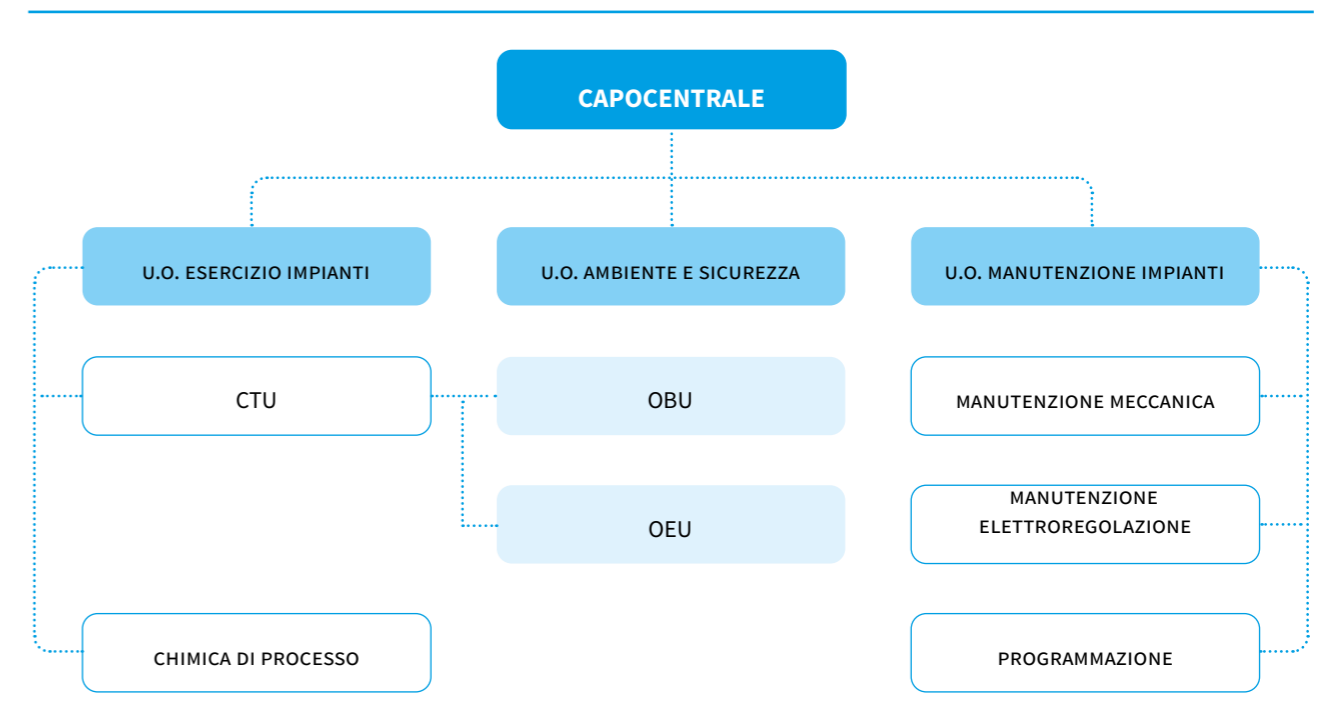 CAPOCENTRALE
U.O. ESERCIZIO IMPIANTI
U.O. AMBIENTE E SICUREZZA
U.O. MANUTENZIONE IMPIANTI
CTU
OBU
MANUTENZIONE MECCANICA
OEU
MANUTENZIONE
ELETTROREGOLAZIONE
CHIMICA DI PROCESSO
PROGRAMMAZIONE